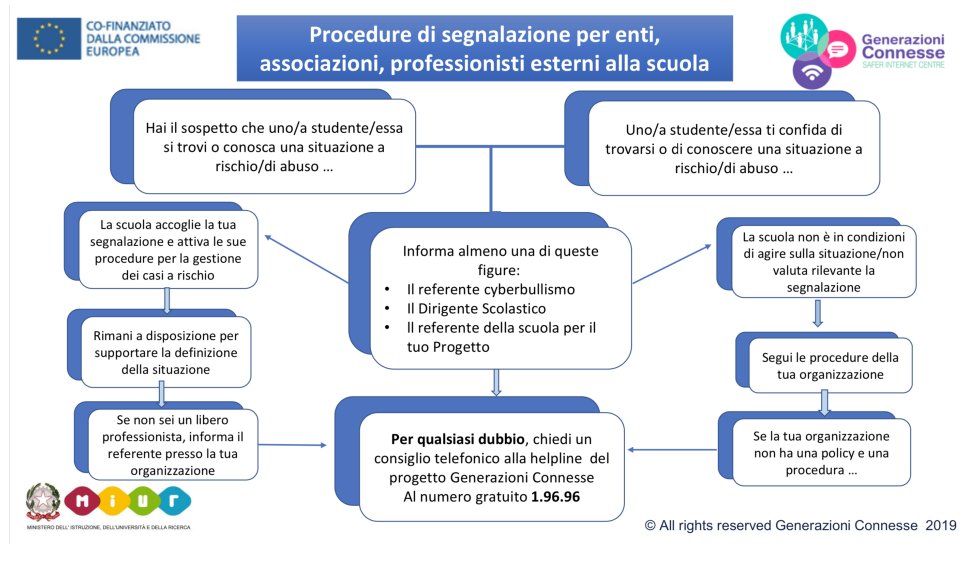 CO-FINANZIATO
DALLA COMMISSIONE
EUROPEA
Procedure di segnalazione per enti,
associazioni, professionisti esterni alla scuola
Generazioni
Connesse
SAFER INTERNET CENTRE
Hai il sospetto che uno/a studente/essa
si trovi o conosca una situazione a
rischio/di abuso ...
Uno/a studente/essa ti confida di
trovarsi o di conoscere una situazione a
rischio/di abuso ...
La scuola accoglie la tua
segnalazione e attiva le sue
procedure per la gestione
dei casi a rischio
Informa almeno una di queste
figure:
• Il referente cyberbullismo
• Il Dirigente Scolastico
• Il referente della scuola per il
tuo Progetto
La scuola non è in condizioni
di agire sulla situazione/non
valuta rilevante la
segnalazione
Rimani a disposizione per
supportare la definizione
della situazione
Segui le procedure della
tua organizzazione
Se non sei un libero
professionista, informa il
referente presso la tua
organizzazione
Per qualsiasi dubbio, chiedi un
consiglio telefonico alla helpline del
progetto Generazioni Connesse
Al numero gratuito 1.96.96
Se la tua organizzazione
non ha una policy e una
procedura ...
miur
MINISTERO DELL' ISTRUZIONE, DELL'UNIVERSITÀ E DELLA RICERCA
© All rights reserved Generazioni Connesse 2019